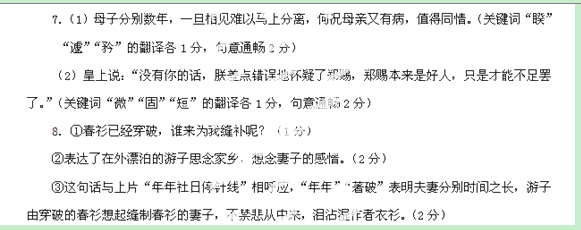 7.（1）母子分别数年，一旦相见难以马上分离，何况母亲又有病，值得同情。（关键词“睽”
“遽”“矜”的翻译各 1 分，句意通畅 2 分）
（2）皇上说：“没有你的话，朕差点错误地怀疑了郑赐，郑赐本来是好人，只是才能不足罢
了。”（关键词“微”“固”“短”的翻译各 1 分，句意通畅 2 分）
8. ①春衫已经穿破，谁来为我缝补呢？（1 分）
②表达了在外漂泊的游子思念家乡、想念妻子的感情。（2 分）
③这句话与上片“年年社日停针线”相呼应，“年年”“著破”表明夫妻分别时间之长，游子
由穿破的春衫想起缝制春衫的妻子，不禁悲从中来，泪沾湿作者衣衫。（2 分）